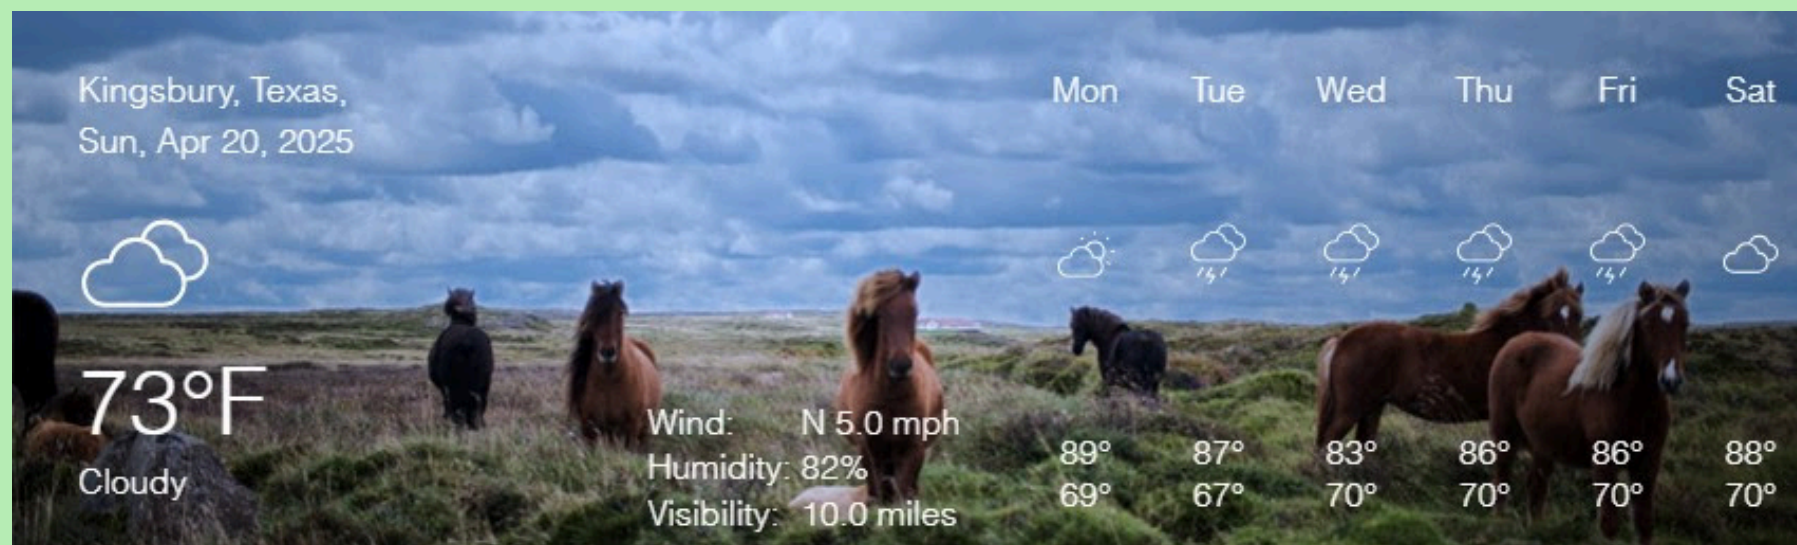 Kingsbury, Texas,
Sun, Apr 20, 2025
73°F
Cloudy
Wind: N 5.0 mph
Humidity: 82%
Visibility: 10.0 miles
Mon Tue Wed Thu Fri Sat
89° 87° 83° 86° 86° 88°
69° 67° 70° 70° 70° 70°